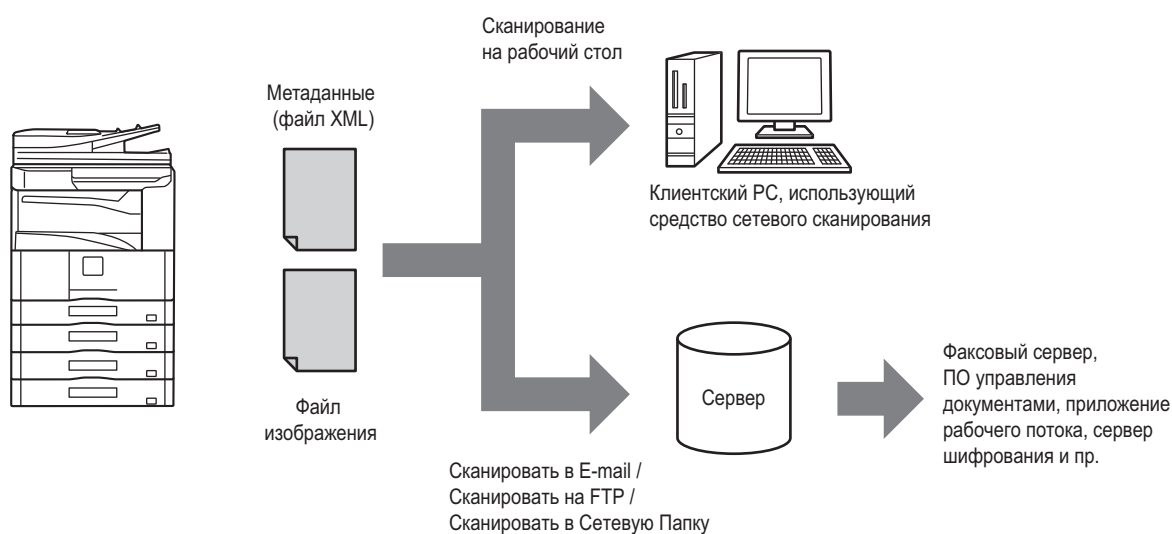 Сканирование
на рабочий стол
Метаданные
(файл XML)
Клиентский PC, использующий
средство сетевого сканирования
Файл
изображения
Сервер
Факсовый сервер,
ПО управления
документами, приложение
рабочего потока, сервер
шифрования и пр.
Сканировать в E-mail /
Сканировать на FTP /
Сканировать в Сетевую Папку